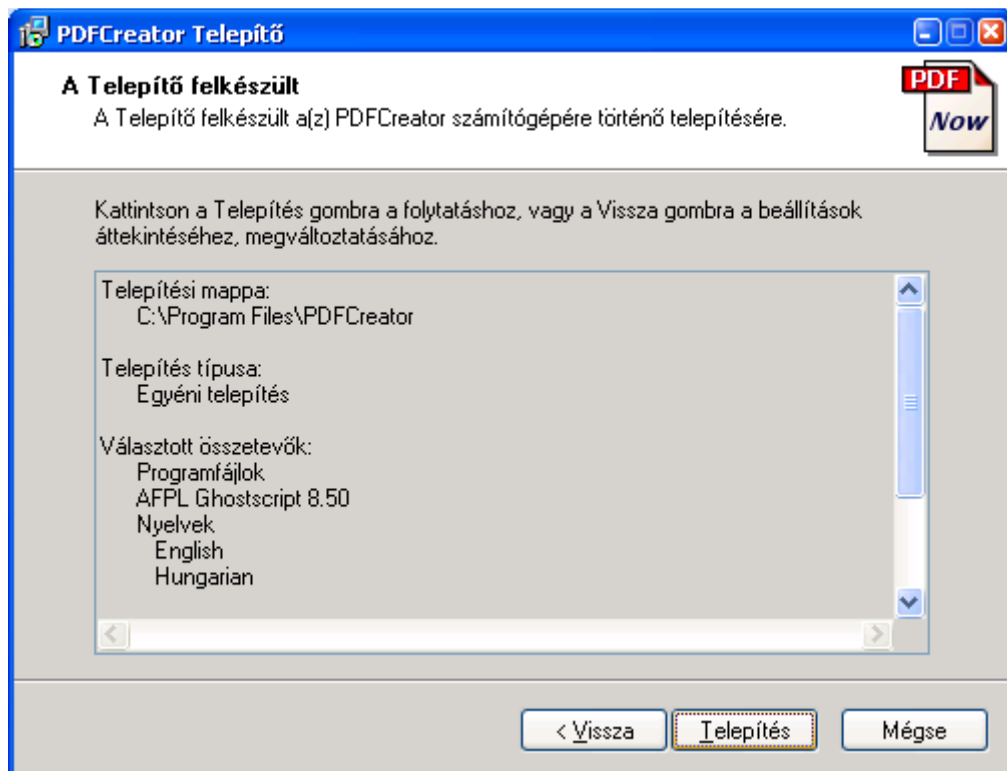 PDFCreator Telepítő
A Telepítő felkészült
A Telepítő felkészült a(z) PDFCreator számítógépére történő telepítésére.
PDF
Now
Kattintson a Telepítés gombra a folytatáshoz, vagy a Vissza gombra a beállítások
áttekintéséhez, megváltoztatásához.
Telepítési mappa:
C:\Program Files\PDFCreator
Telepítés típusa:
Egyéni telepítés
Választott összetevők:
Programfájlok
AFPL Ghostscript 8.50
Nyelvek
English
Hungarian
< Vissza
Telepítés
Mégse